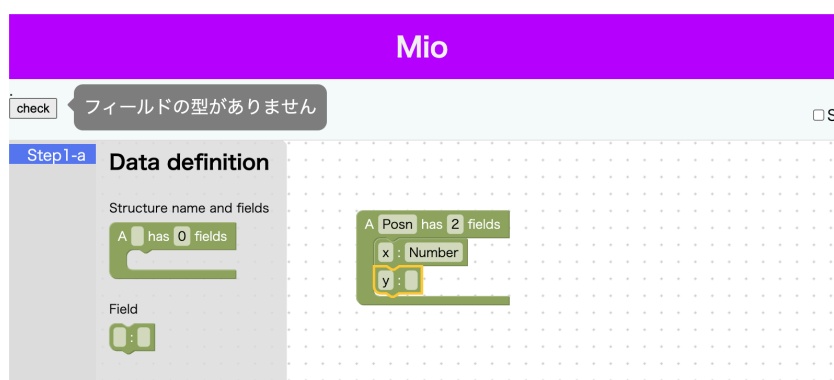 Mio
check
フィールドの型がありません
Step1-a
Data definition
Structure name and fields
A has 0 fields
Field
:
A Posn has 2 fields
x : Number
y :